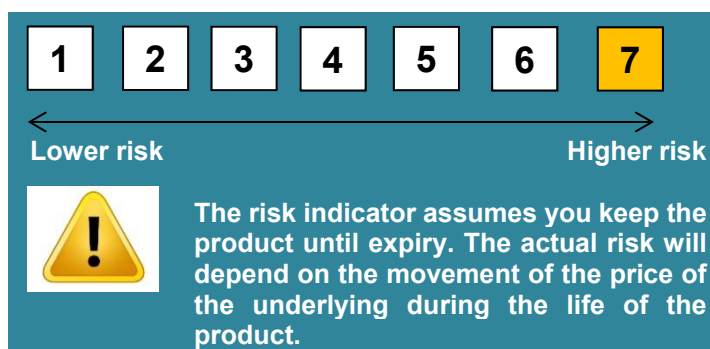 1 2 3 4 5 6 7
Lower risk Higher risk
!
The risk indicator assumes you keep the
product until expiry. The actual risk will
depend on the movement of the price of
the underlying during the life of the
product.